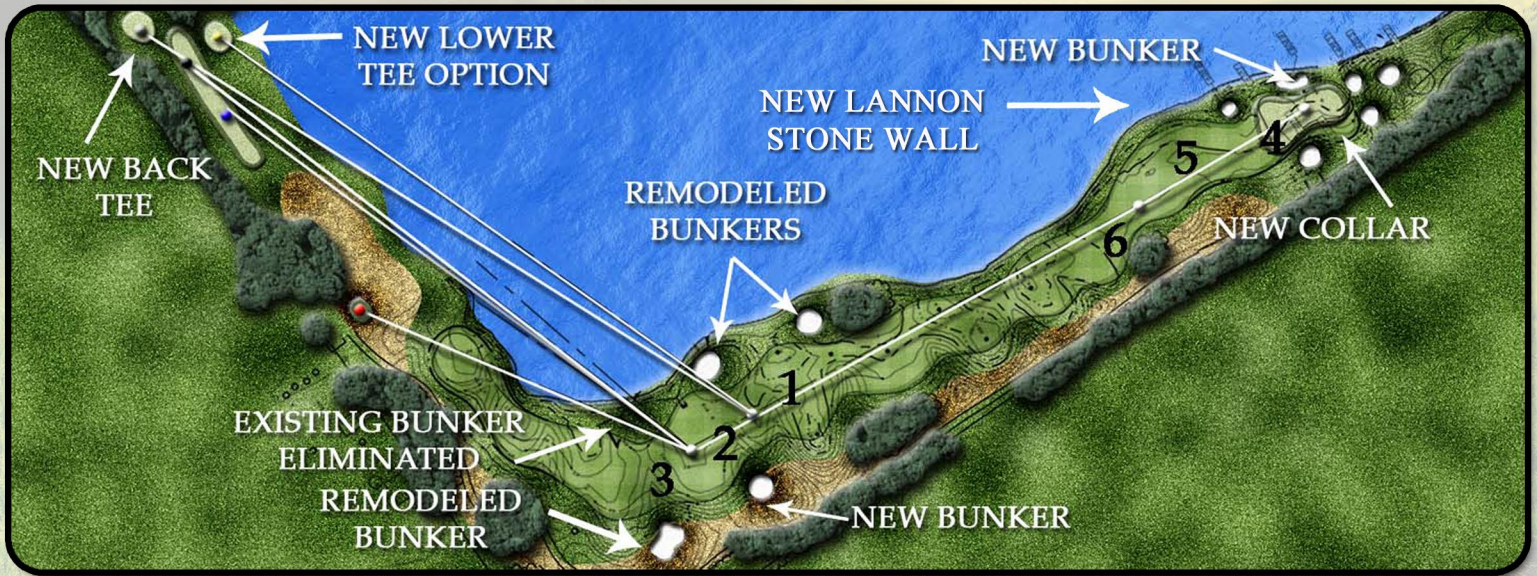 NEW LOWER
TEE OPTION
NEW BUNKER
NEW LANNON
STONE WALL
NEW BACK
TEE
REMODELED
BUNKERS
5
4
NEW COLLAR
6
1
EXISTING BUNKER
ELIMINATED
2
3
REMODELED
BUNKER
NEW BUNKER